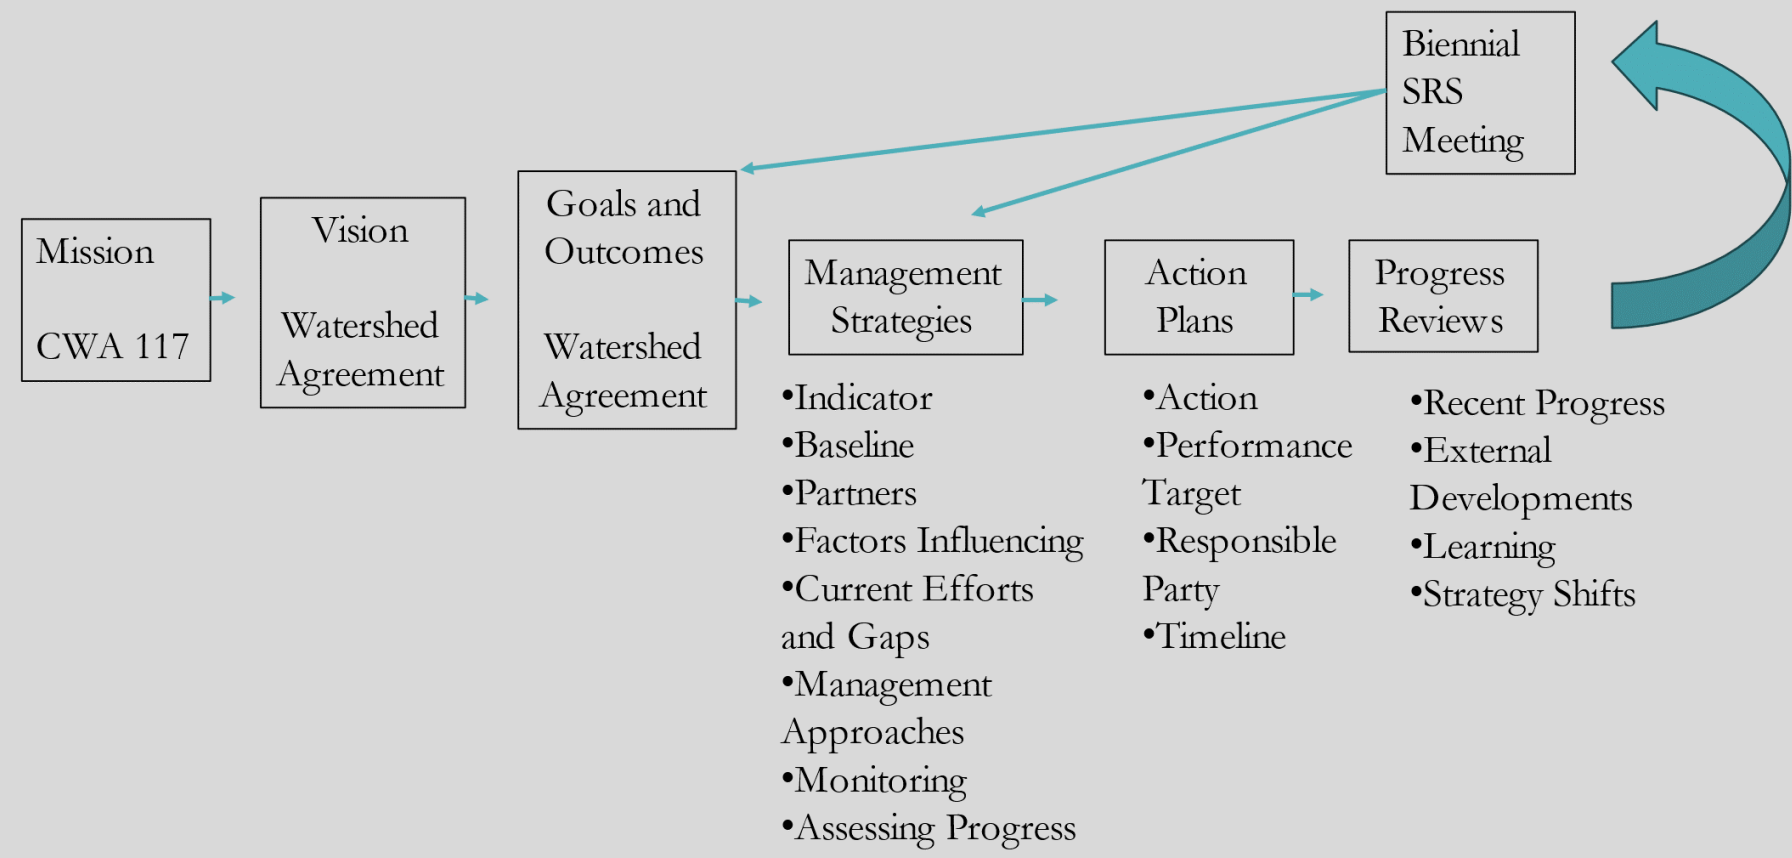 Biennial
SRS
Meeting
Mission
CWA 117
Vision
Watershed
Agreement
Goals and
Outcomes
Watershed
Agreement
Management
Strategies
•Indicator
•Baseline
•Partners
•Factors Influencing
•Current Efforts
and Gaps
•Management
Approaches
•Monitoring
•Assessing Progress
Action
Plans
•Action
•Performance
Target
•Responsible
Party
•Timeline
Progress
Reviews
•Recent Progress
•External
Developments
•Learning
•Strategy Shifts